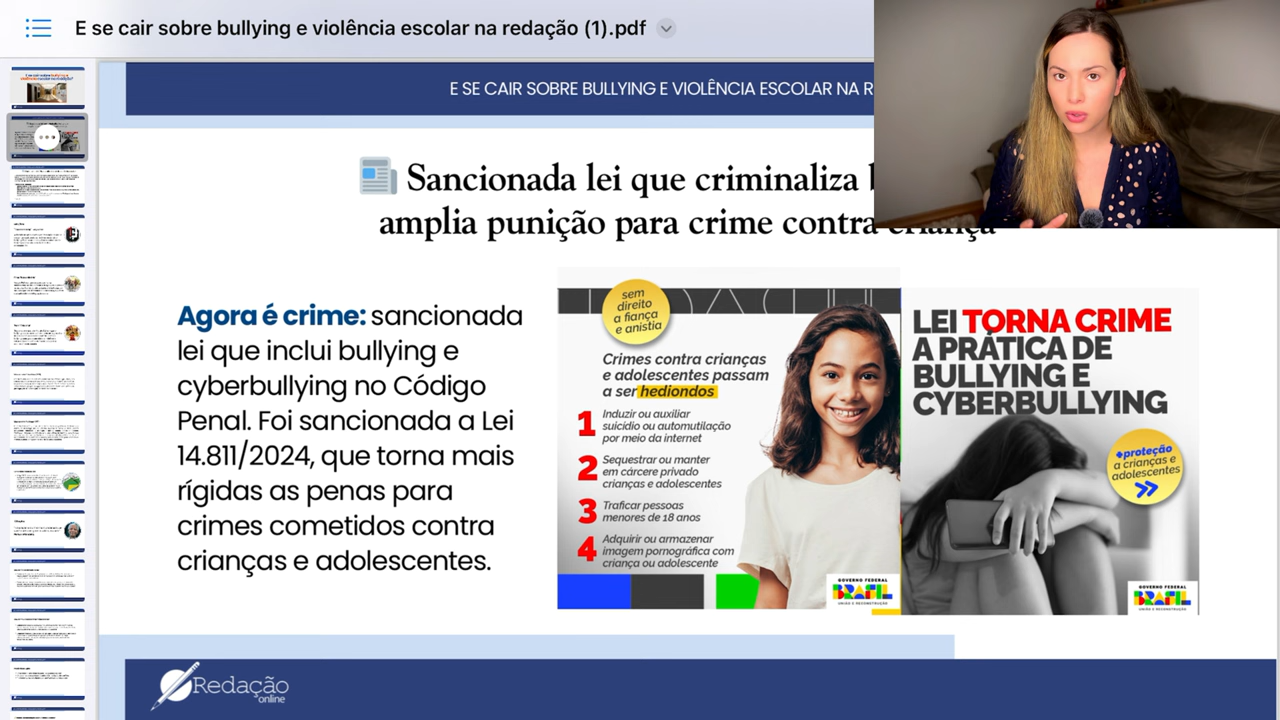 E se cair sobre bullying e violência escolar na redação (1).pdf
E SE CAIR SOBRE BULLYING E VIOLÊNCIA ESCOLAR NA R
Sancionada lei que criminaliza
amplia punição para crime contra criança
Agora é crime: sancionada
lei que inclui bullying e
cyberbullying no Código
Penal. Foi sancionada a Lei
14.811/2024, que torna mais
rigidas as penas para
crimes cometidos contra
crianças e adolescentes.
sem
direito
a fiança
e anistia
Crimes contra crianças
e adolescentes passam
a ser hediondos
1 Induzir ou auxiliar
suicídio ou automutilação
por meio da internet
2 Sequestrar ou manter
em cárcere privado
crianças e adolescentes
3 Traficar pessoas
menores de 18 anos
4 Adquirir ou armazenar
imagem pornográfica com
criança ou adolescente
GOVERNO FEDERAL
BRASIL
UNIÃO E RECONSTRUÇÃO
LEI TORNA CRIME
A PRÁTICA DE
BULLYING E
CYBERBULLYING
+proteção
a crianças e
adolescentes
GOVERNO FEDERAL
BRASIL
UNIÃO E RECONSTRUÇÃO
Redação
online